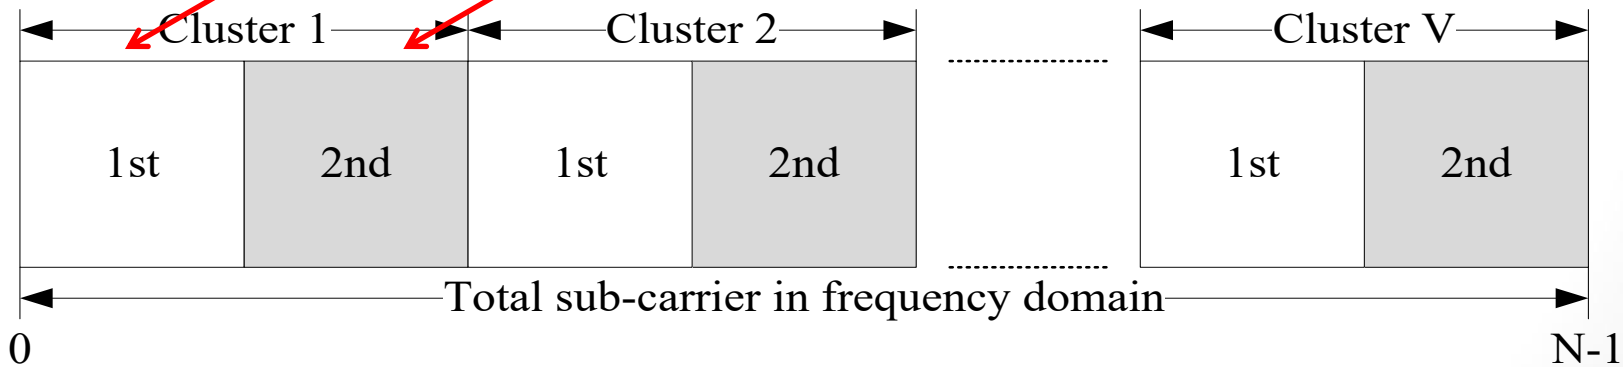 Cluster 1 Cluster 2 Cluster V
1st 2nd 1st 2nd 1st 2nd
Total sub-carrier in frequency domain
0 N-1